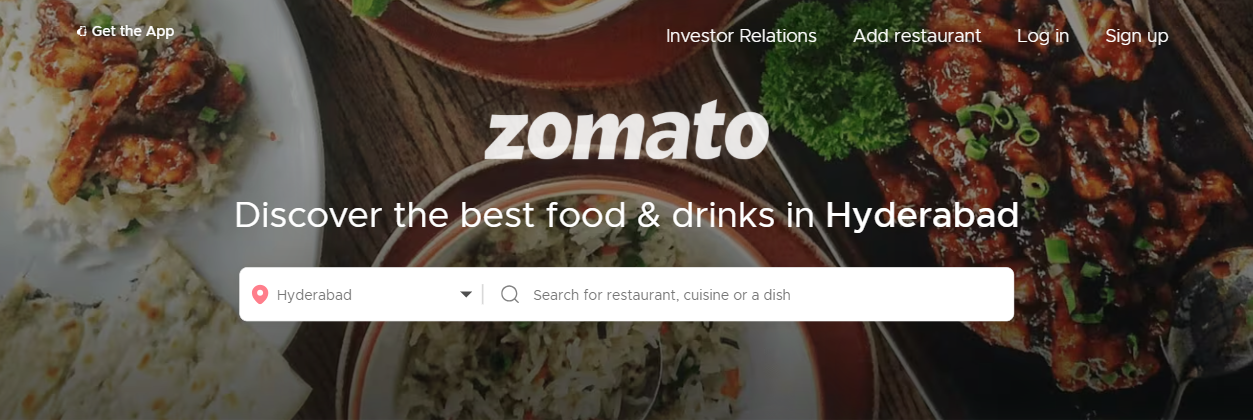 Get the App
Investor Relations Add restaurant Log in Sign up
zomato
Discover the best food & drinks in Hyderabad
Hyderabad
Search for restaurant, cuisine or a dish